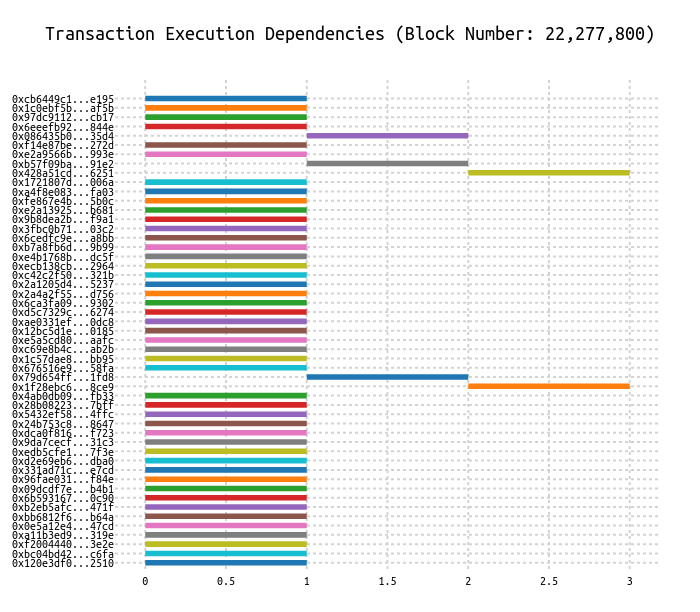 Transaction Execution Dependencies (Block Number: 22,277,800)
0xcb6449c1...e195
0x1c0ebf5b...af5b
0x97dc9112...cb17
0x6eeefb92...844e
0x086435b0...35d4
0xf14e87be...272d
0xe2a9566b...993e
0xb57f09ba...91e2
0x428a51cd...6251
0x1721807d...006a
0xa4f8e083...fa03
0xfe867e4b...5b0c
0xe2a13925...b681
0x9b8dea2b...f9a1
0x3fbc0b71...03c2
0x6cedfc9e...a8bb
0xb7a8fb6d...9b99
0xe4b1768b...dc5f
0xecb138cb...2964
0xc42c2f50...321b
0x2a1205d4...5237
0x2a4a2f55...d756
0x6ca3fa09...9302
0xd5c7329c...6274
0xae0331ef...0dc8
0x12bc5d1e...0185
0xe5a5cd80...aafc
0xc69e8b4c...ab2b
0x1c57dae8...bb95
0x676516e9...58fa
0x79d654ff...1fd8
0x1f28ebc6...8ce9
0x4ab0db09...fb33
0x28b08223...7bff
0x5432ef58...4ffc
0x24b753c8...8647
0xdca0f816...f723
0x9da7cecf...31c3
0xedb5cfe1...7f3e
0xd2e69eb6...dba0
0x331ad71c...e7cd
0x96fae031...f84e
0x09dcdf7e...b4b1
0x6b593167...0c90
0xb2eb5afc...471f
0xbb6812f6...b64a
0x0e5a12e4...47cd
0xa11b3ed9...319e
0xf2004440...3e2e
0xbc04bd42...c6fa
0x120e3df0...2510
0 0.5 1 1.5 2 2.5 3